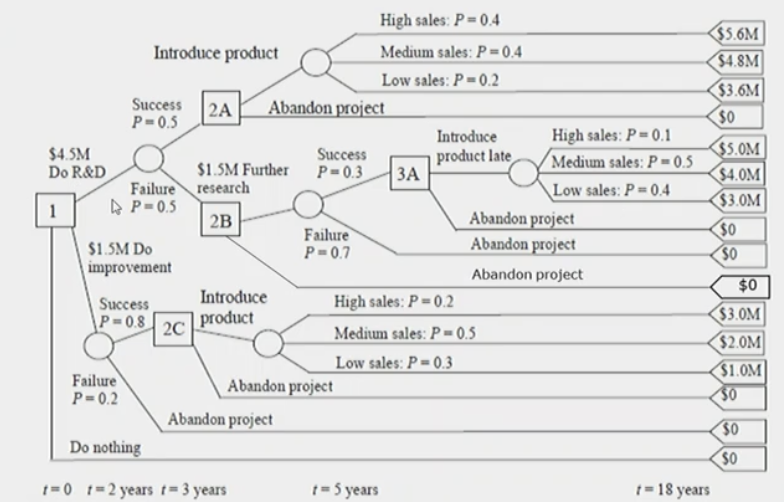 High sales: P = 0.4
$5.6M
Introduce product
Medium sales: P = 0.4
$4.8M
Low sales: P = 0.2
$3.6M
Success
P = 0.5
2A
Abandon project
$0
$4.5M
Do R&D
Failure
P = 0.5
$1.5M Further
research
2B
Success
P = 0.3
3A
Introduce
product late
High sales: P = 0.1
$5.0M
Medium sales: P = 0.5
$4.0M
Low sales: P = 0.4
$3.0M
Abandon project
$0
Failure
P = 0.7
Abandon project
$0
Abandon project
$0
1
$1.5M Do
improvement
Success
P = 0.8
2C
Introduce
product
High sales: P = 0.2
$3.0M
Medium sales: P = 0.5
$2.0M
Low sales: P = 0.3
$1.0M
Abandon project
$0
Failure
P = 0.2
Abandon project
$0
Do nothing
$0
t = 0 t = 2 years t = 3 years t = 5 years t = 18 years